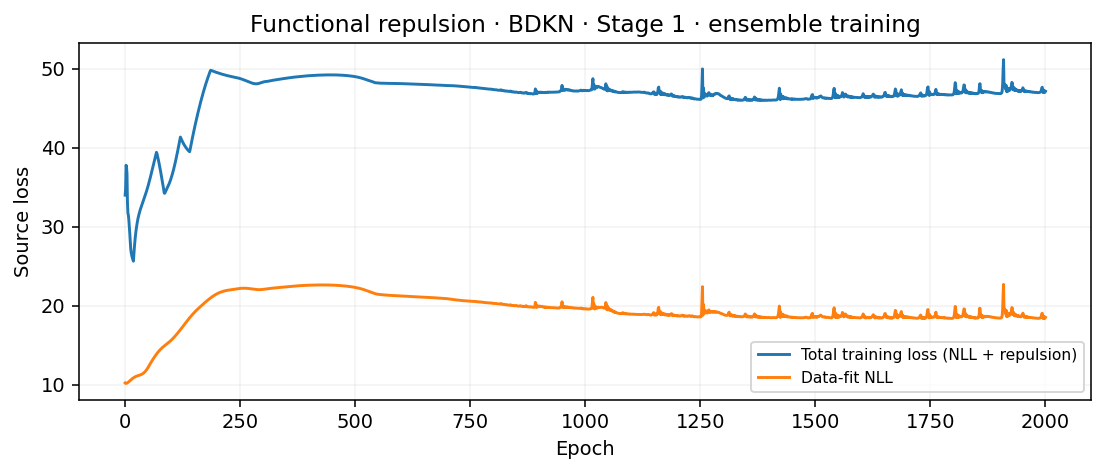 Functional repulsion · BDKN · Stage 1 · ensemble training
Source loss
50
40
30
20
10
Total training loss (NLL + repulsion)
Data-fit NLL
0 250 500 750 1000 1250 1500 1750 2000
Epoch